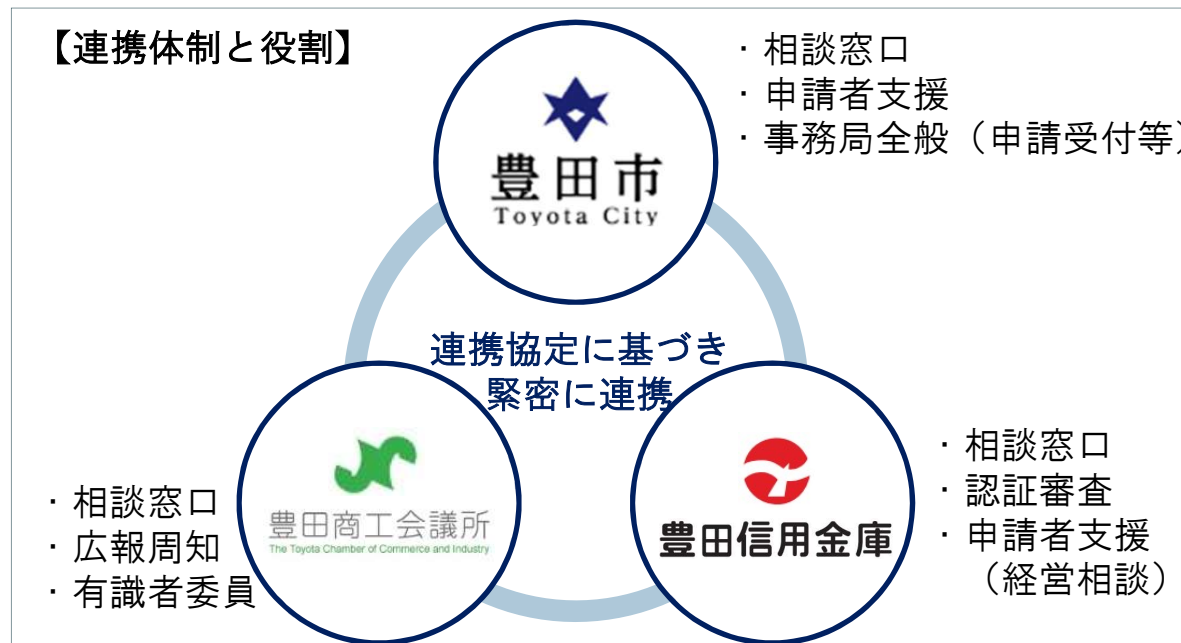 【連携体制と役割】
・相談窓口
・申請者支援
・事務局全般（申請受付等）
豊田市
Toyota City
連携協定に基づき
緊密に連携
・相談窓口
・広報周知
・有識者委員
豊田商工会議所
The Toyota Chamber of Commerce and Industry
豊田信用金庫
・相談窓口
・認証審査
・申請者支援
（経営相談）